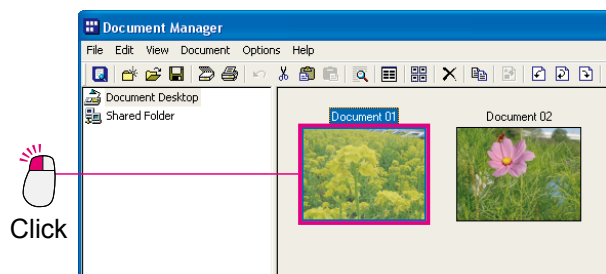 Document Manager
File Edit View Document Options Help
Document Desktop
Shared Folder
Document 01 Document 02
Click